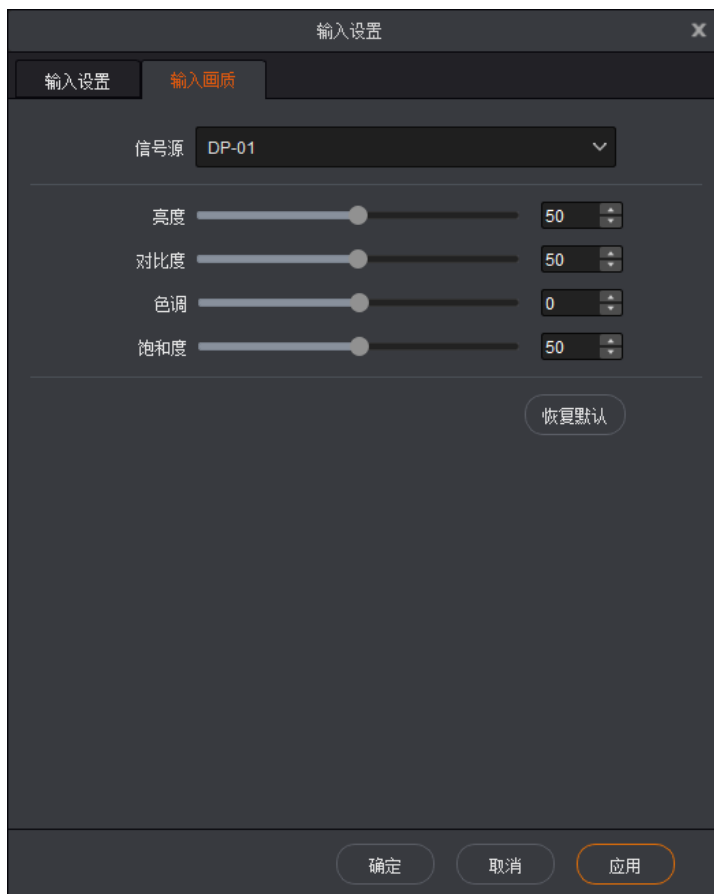 输入设置
输入设置 输入画质
信号源 DP-01
亮度 50
对比度 50
色调 0
饱和度 50
恢复默认
确定 取消 应用